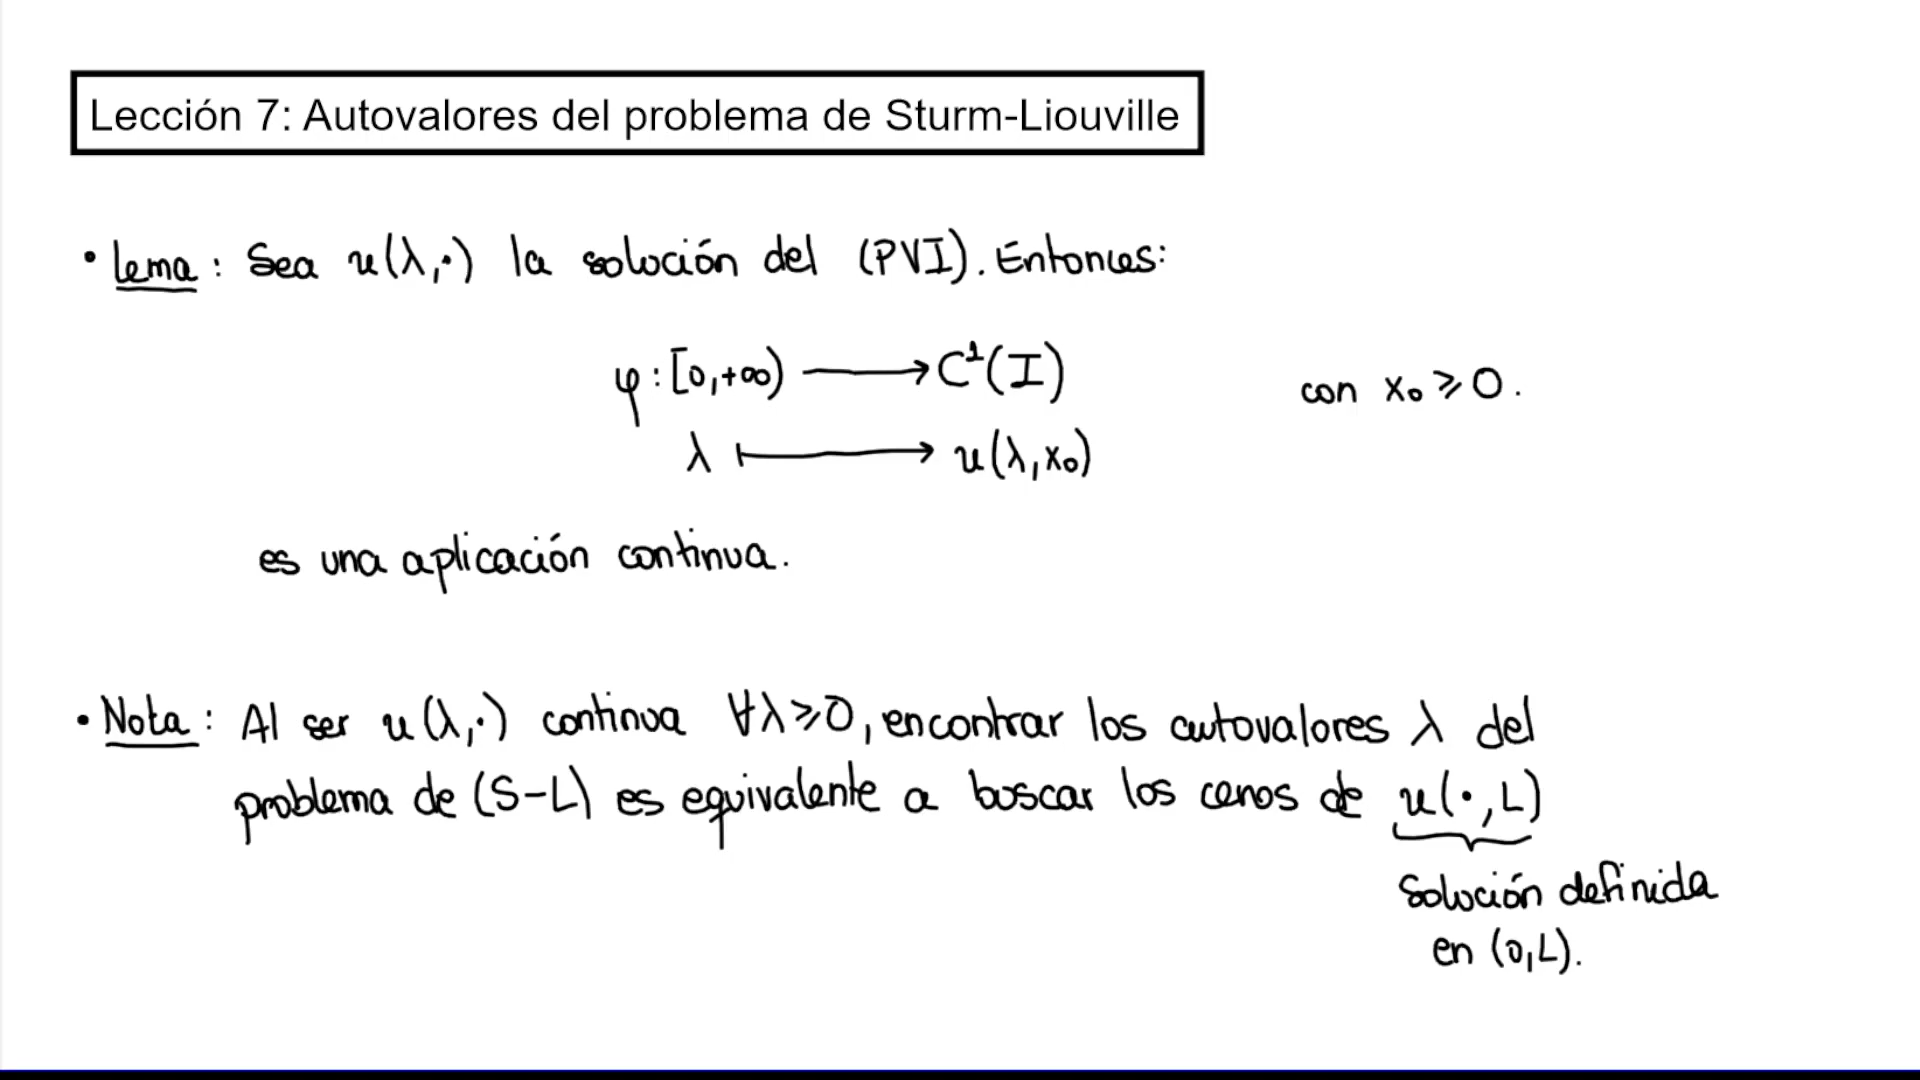 Lección 7: Autovalores del problema de Sturm-Liouville
• Lema: Sea u(λ,·) la solución del (PVI). Entonces:
φ: [0,+∞) ⟶ C¹(I)
con x₀ ⩾ 0.
λ ⟼ u(λ,x₀)
es una aplicación continua.
• Nota: Al ser u(λ,·) continua ∀λ⩾0, encontrar los autovalores λ del
problema de (S-L) es equivalente a buscar los ceros de u(·,L)
Solución definida
en (0,L).